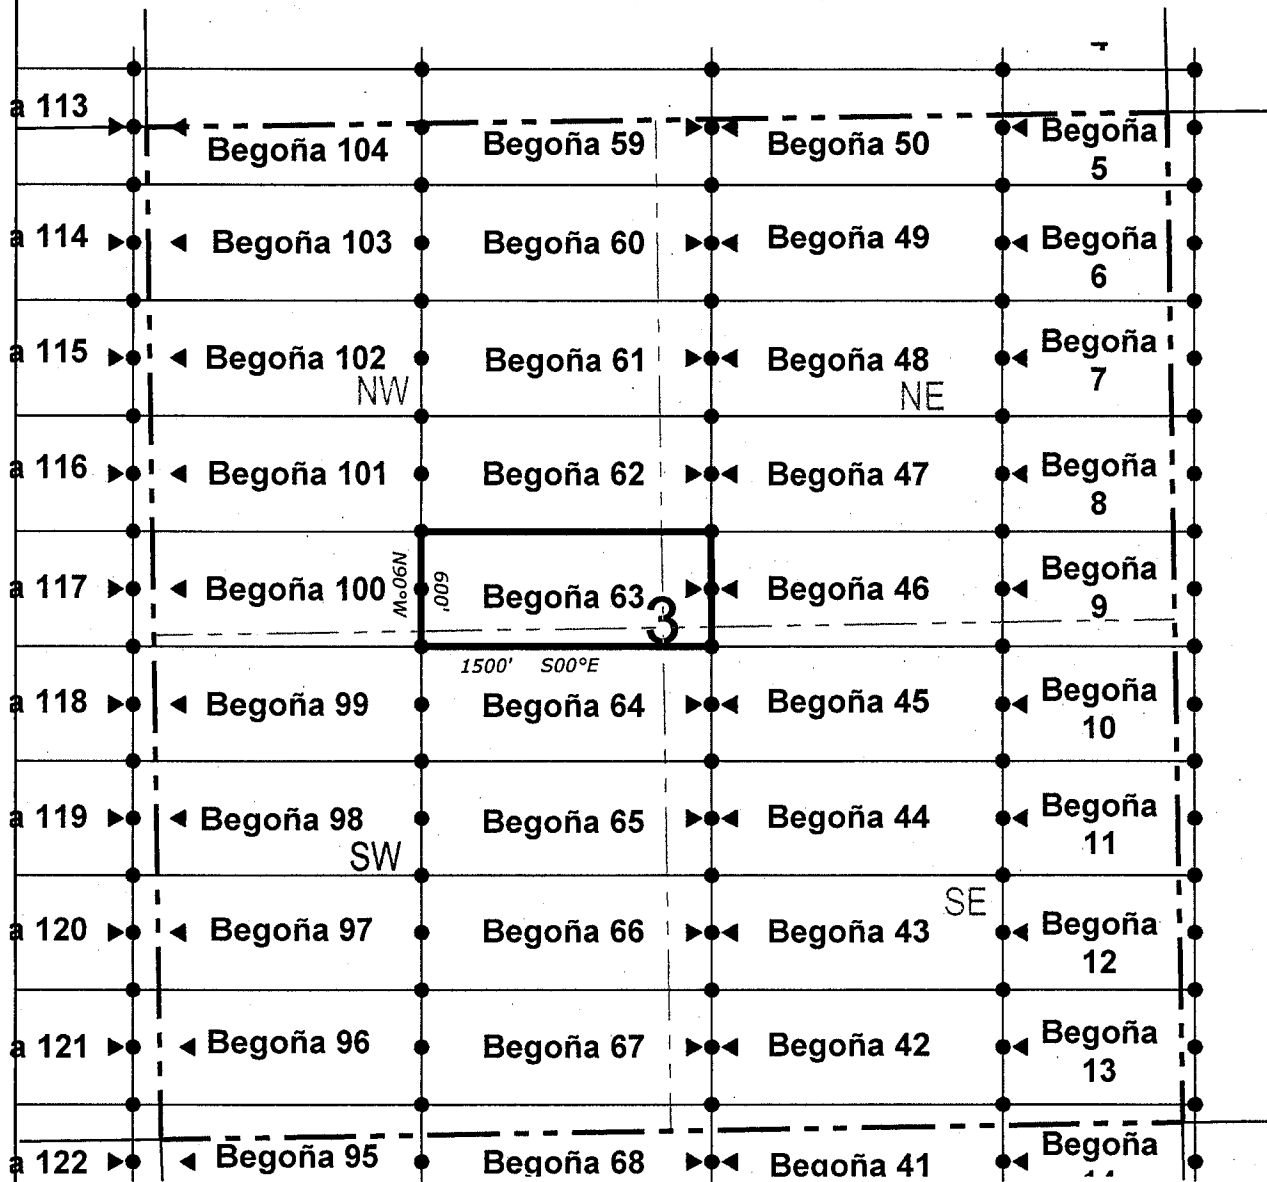 a 113
Begoña 104
Begoña 59
Begoña 50
Begoña
5
a 114
Begoña 103
Begoña 60
Begoña 49
Begoña
6
a 115
Begoña 102
Begoña 61
Begoña 48
Begoña
7
NW
NE
a 116
Begoña 101
Begoña 62
Begoña 47
Begoña
8
a 117
Begoña 100
N90°W
600'
Begoña 63
3
Begoña 46
Begoña
9
1500' S00°E
a 118
Begoña 99
Begoña 64
Begoña 45
Begoña
10
a 119
Begoña 98
Begoña 65
Begoña 44
Begoña
11
SW
SE
a 120
Begoña 97
Begoña 66
Begoña 43
Begoña
12
a 121
Begoña 96
Begoña 67
Begoña 42
Begoña
13
a 122
Begoña 95
Begoña 68
Begoña 41
Begoña